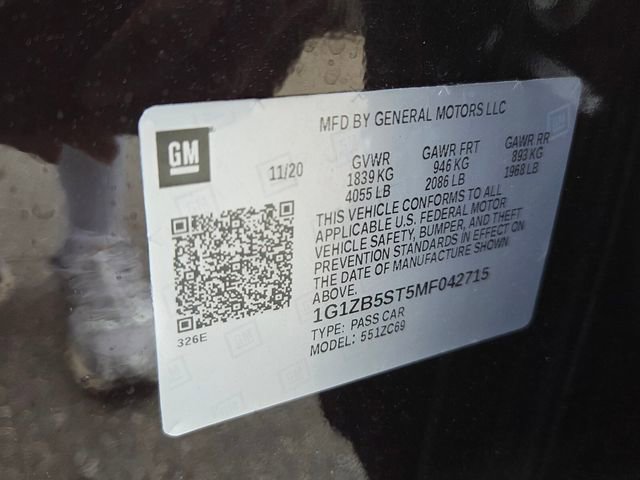 MFD BY GENERAL MOTORS LLC
GM
11/20
GVWR
1839 KG
4055 LB
GAWR FRT
946 KG
2086 LB
GAWR RR
893 KG
1968 LB
THIS VEHICLE CONFORMS TO ALL
APPLICABLE U.S. FEDERAL MOTOR
VEHICLE SAFETY, BUMPER, AND THEFT
PREVENTION STANDARDS IN EFFECT ON
THE DATE OF MANUFACTURE SHOWN
ABOVE.
1G1ZB5ST5MF042715
TYPE: PASS CAR
MODEL: 551ZC69
326E